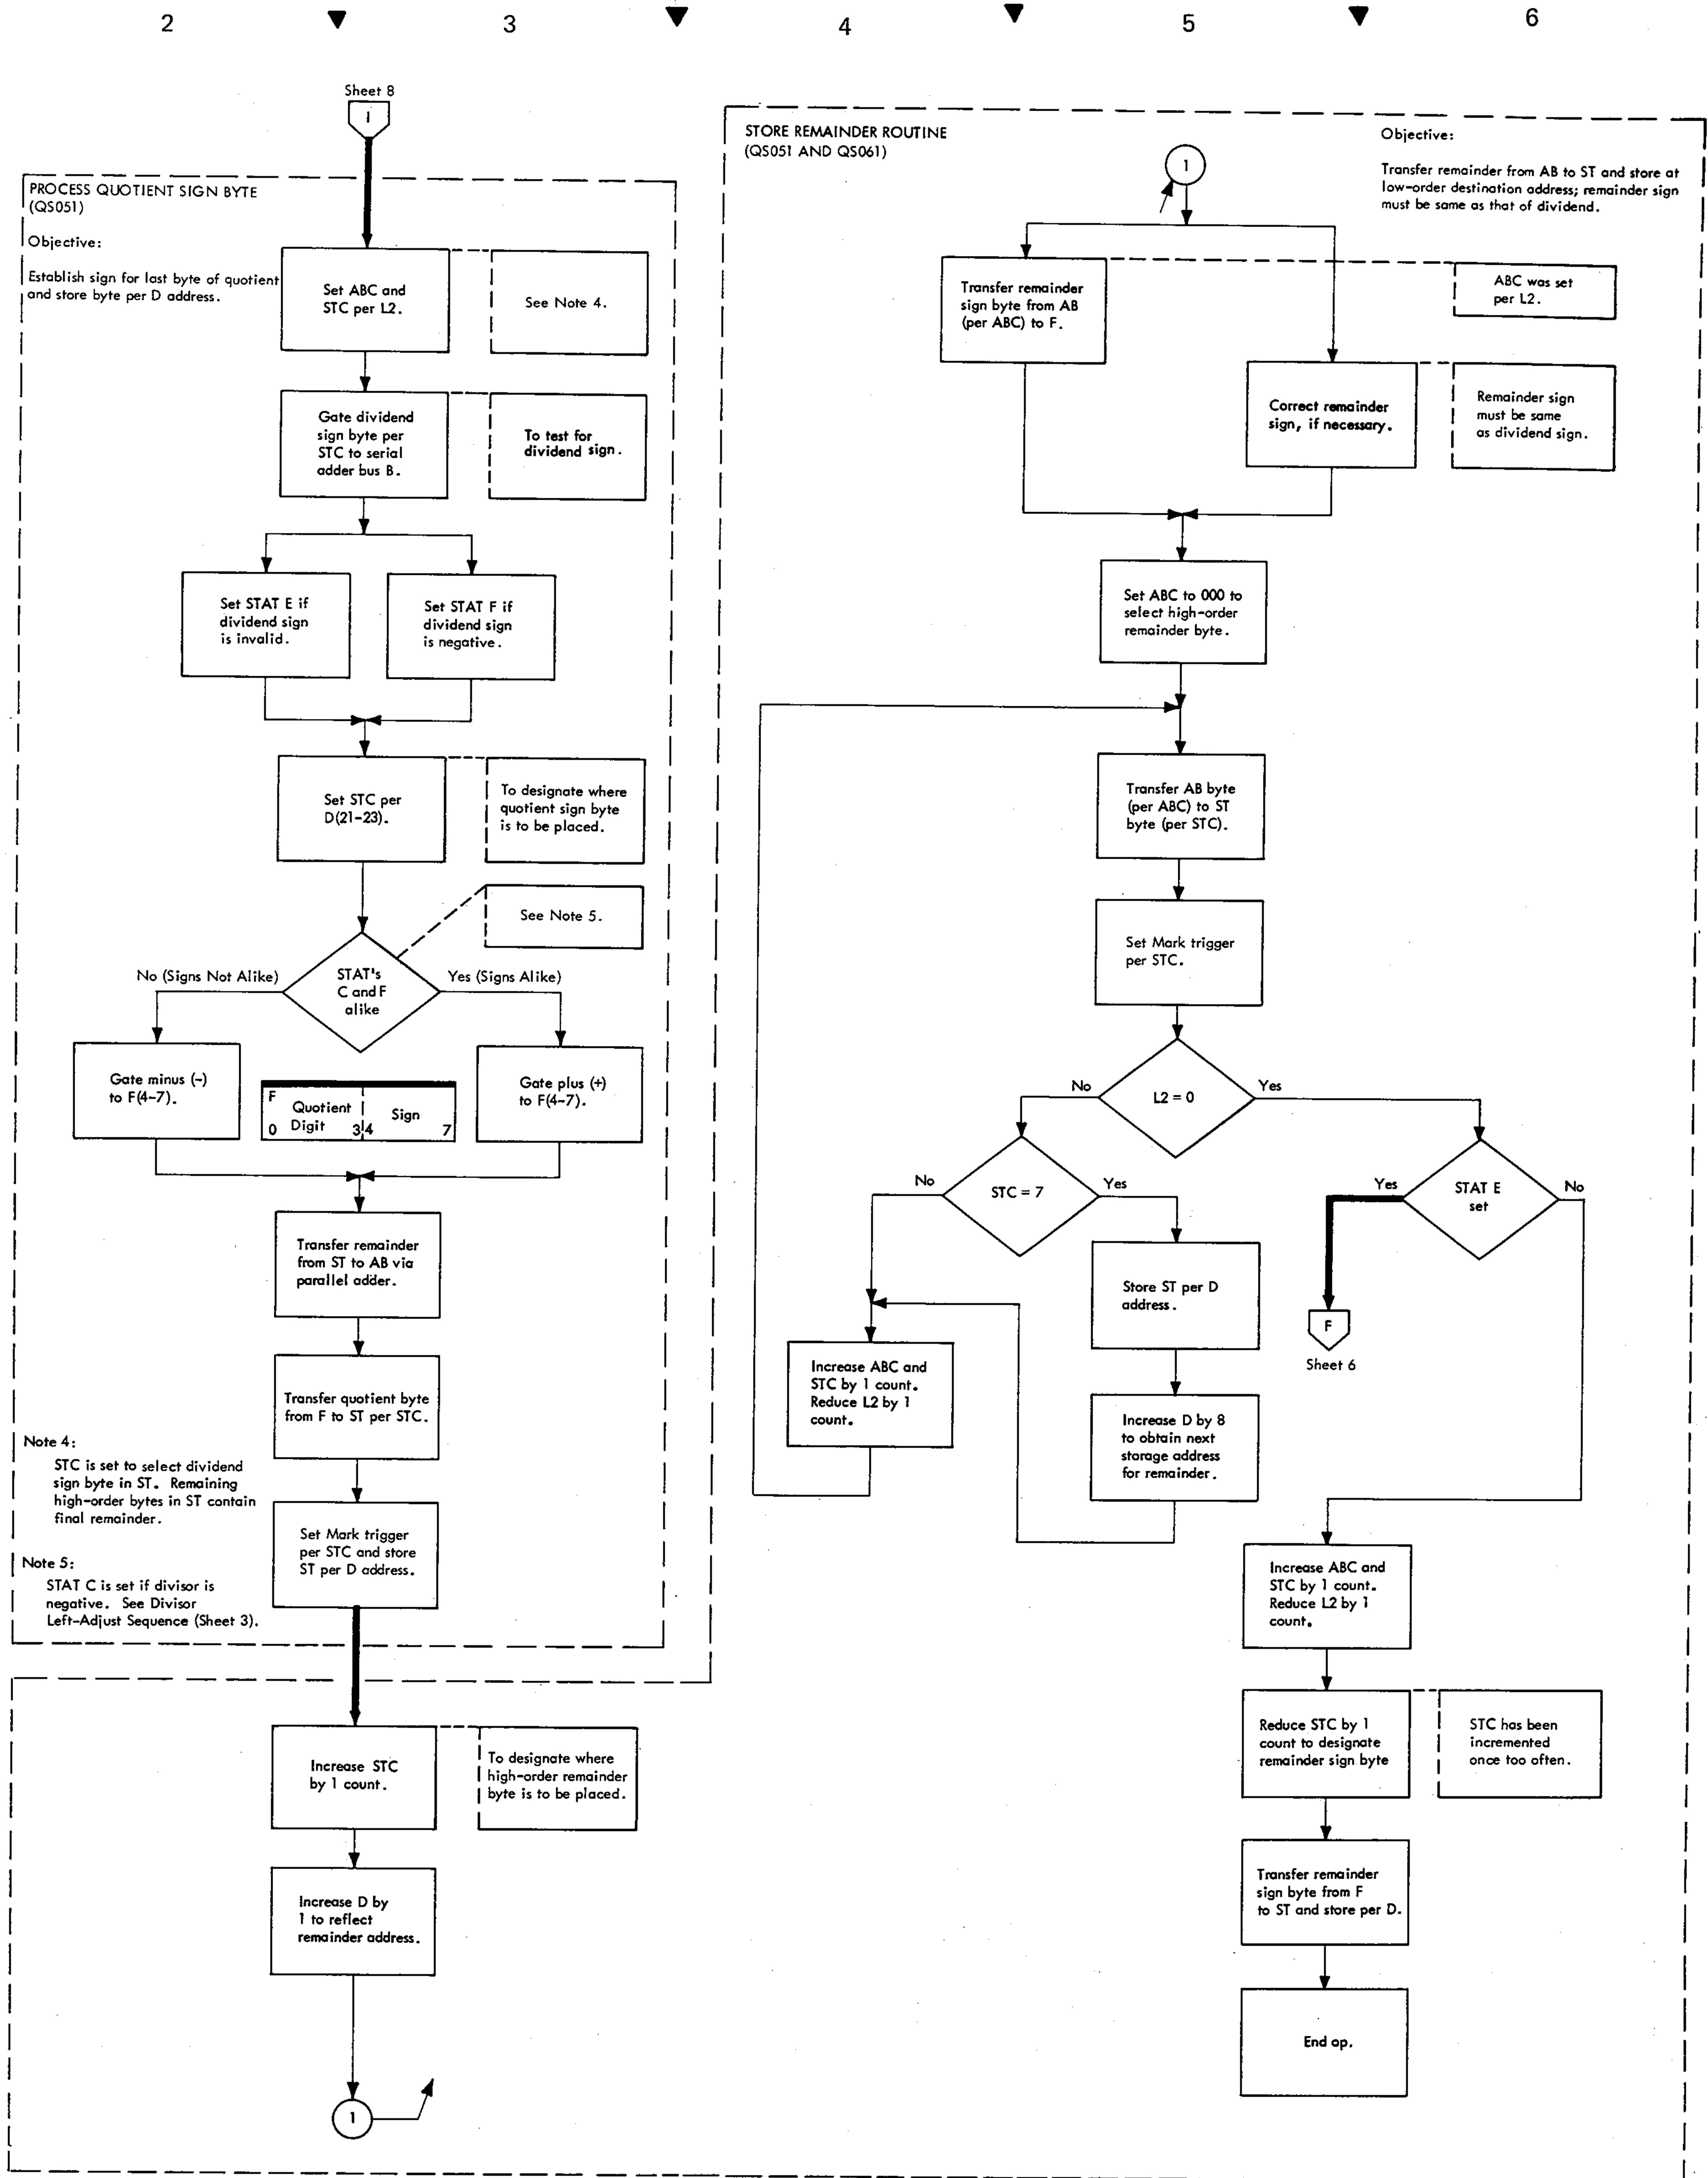 2
3
4
5
6
Sheet 8
I
PROCESS QUOTIENT SIGN BYTE
(QS051)
Objective:
Establish sign for last byte of quotient
and store byte per D address.
Set ABC and
STC per L2.
See Note 4.
Gate dividend
sign byte per
STC to serial
adder bus B.
To test for
dividend sign.
Set STAT E if
dividend sign
is invalid.
Set STAT F if
dividend sign
is negative.
Set STC per
D(21-23).
To designate where
quotient sign byte
is to be placed.
See Note 5.
No (Signs Not Alike)
STAT's
C and F
alike
Yes (Signs Alike)
Gate minus (-)
to F(4-7).
F
Quotient
Digit
Sign
0
3
4
7
Gate plus (+)
to F(4-7).
Transfer remainder
from ST to AB via
parallel adder.
Transfer quotient byte
from F to ST per STC.
Note 4:
STC is set to select dividend
sign byte in ST. Remaining
high-order bytes in ST contain
final remainder.
Set Mark trigger
per STC and store
ST per D address.
Note 5:
STAT C is set if divisor is
negative. See Divisor
Left-Adjust Sequence (Sheet 3).
Increase STC
by 1 count.
To designate where
high-order remainder
byte is to be placed.
Increase D by
1 to reflect
remainder address.
1
STORE REMAINDER ROUTINE
(QS051 AND QS061)
1
Objective:
Transfer remainder from AB to ST and store at
low-order destination address; remainder sign
must be same as that of dividend.
Transfer remainder
sign byte from AB
(per ABC) to F.
ABC was set
per L2.
Correct remainder
sign, if necessary.
Remainder sign
must be same
as dividend sign.
Set ABC to 000 to
select high-order
remainder byte.
Transfer AB byte
(per ABC) to ST
byte (per STC).
Set Mark trigger
per STC.
No
L2 = 0
Yes
No
STC = 7
Yes
Yes
STAT E
set
No
Store ST per D
address.
F
Sheet 6
Increase ABC and
STC by 1 count.
Reduce L2 by 1
count.
Increase D by 8
to obtain next
storage address
for remainder.
Increase ABC and
STC by 1 count.
Reduce L2 by 1
count.
Reduce STC by 1
count to designate
remainder sign byte
STC has been
incremented
once too often.
Transfer remainder
sign byte from F
to ST and store per D.
End op.